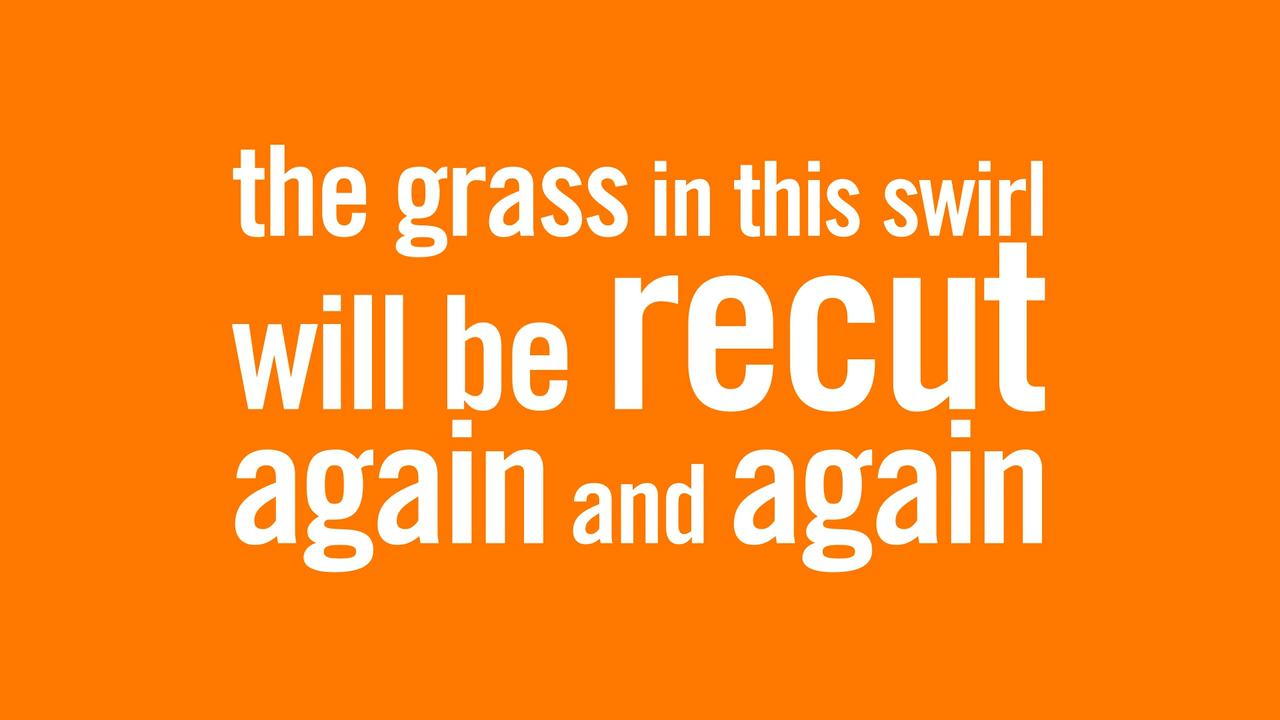 the grass in this swirl
will be recut
again and again